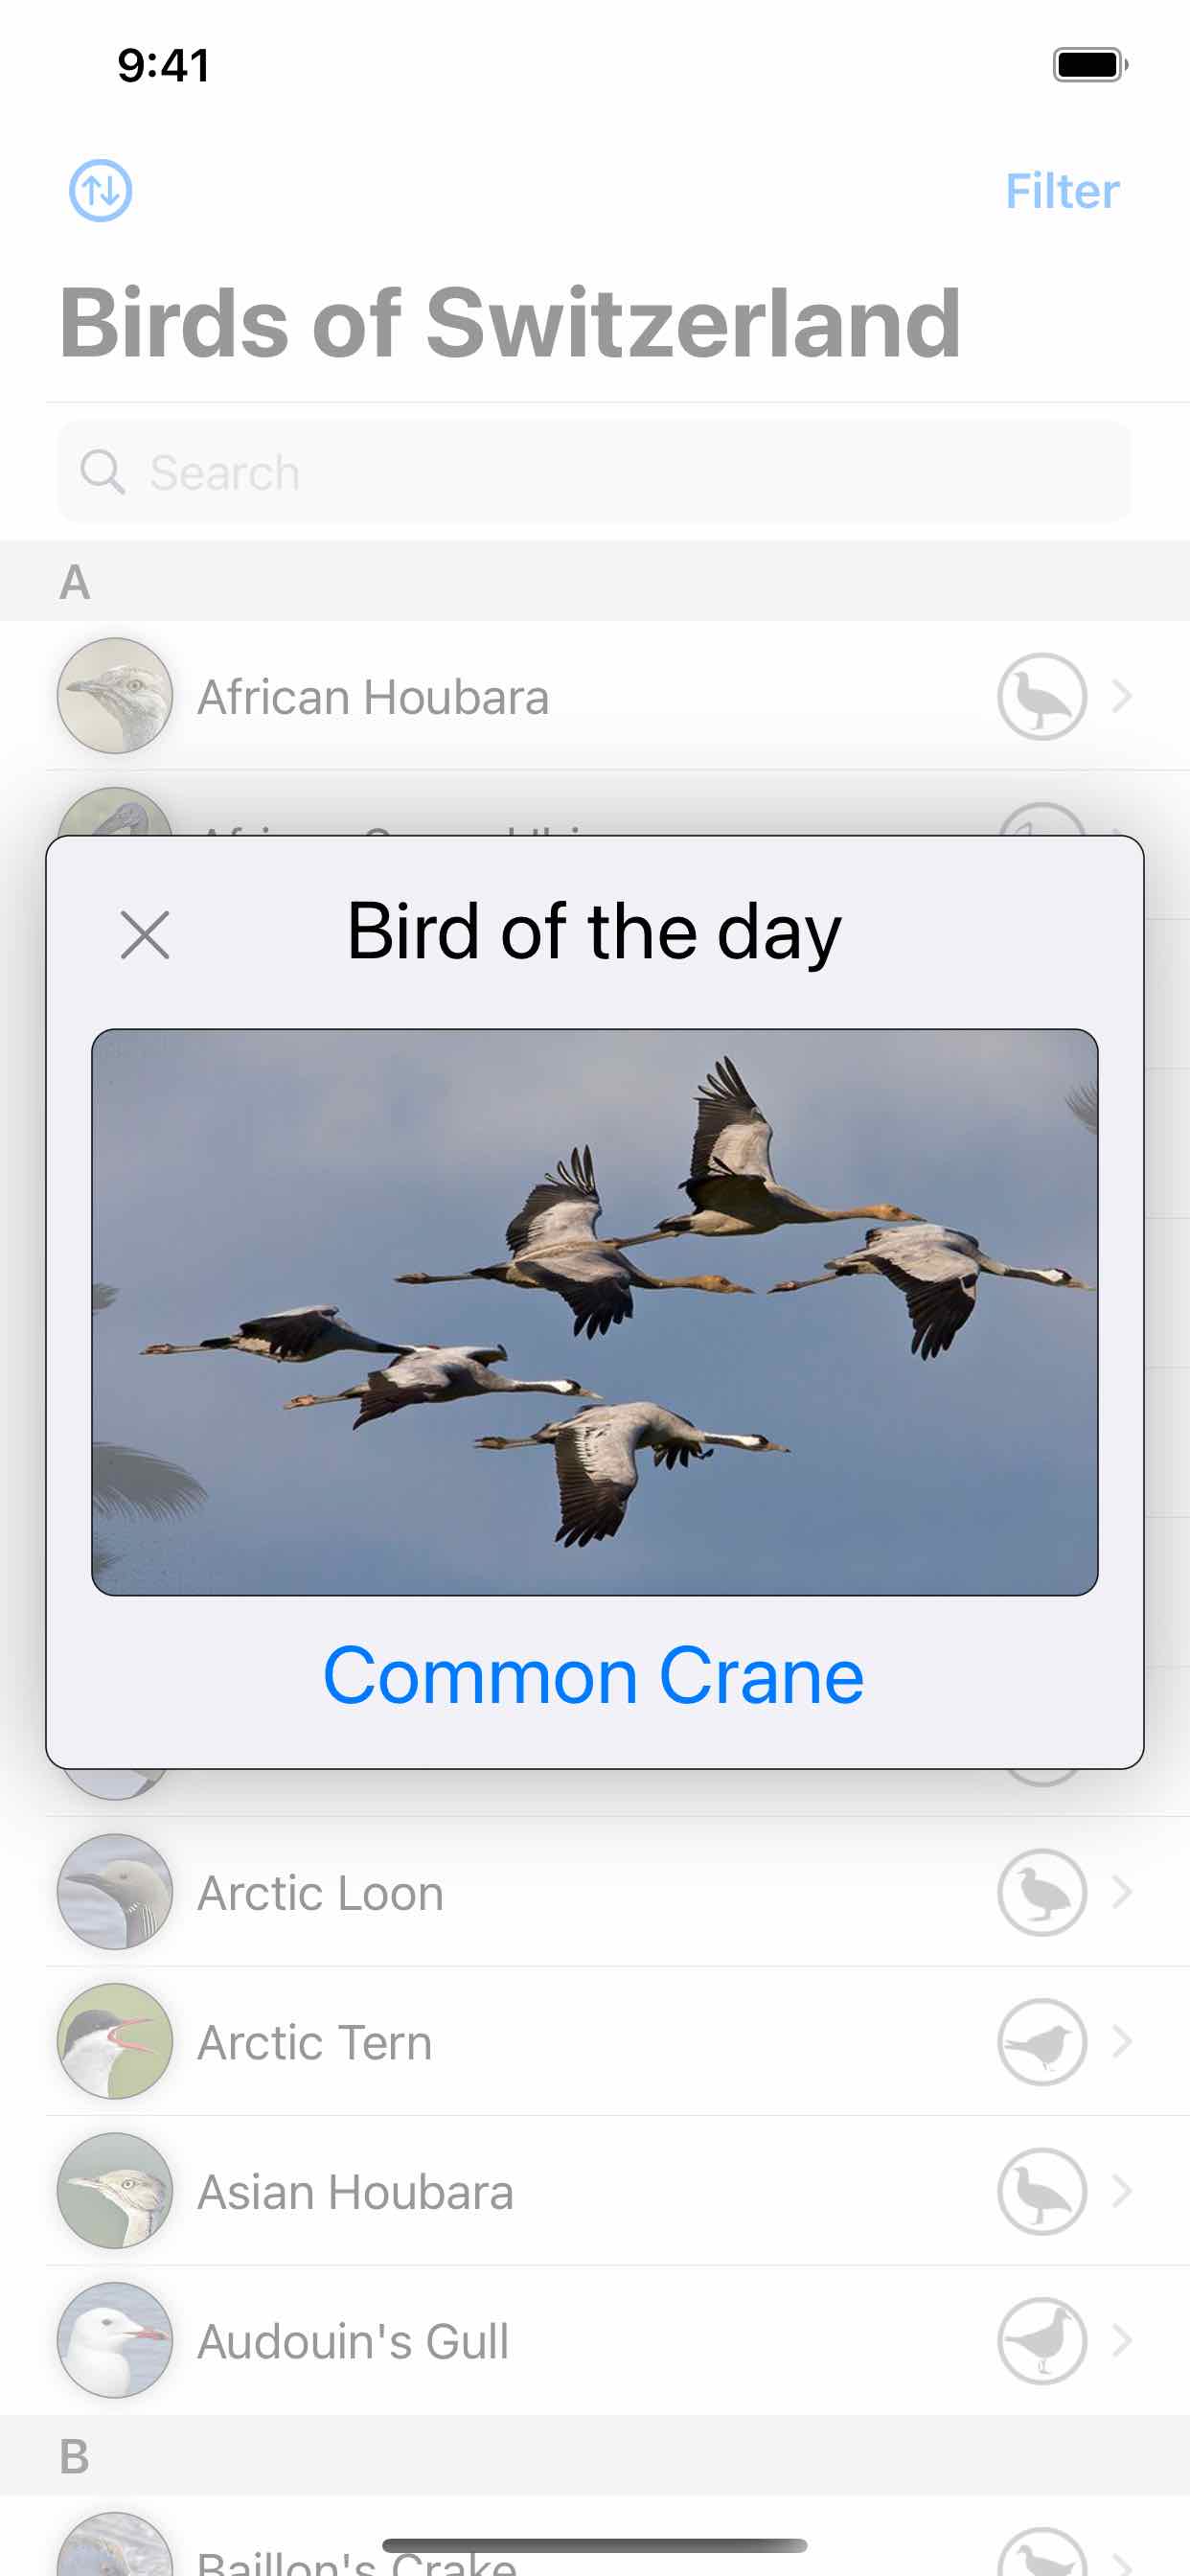 9:41
Filter
Birds of Switzerland
Search
A
African Houbara
Bird of the day
Common Crane
Arctic Loon
Arctic Tern
Asian Houbara
Audouin's Gull
B
Baillon's Crake